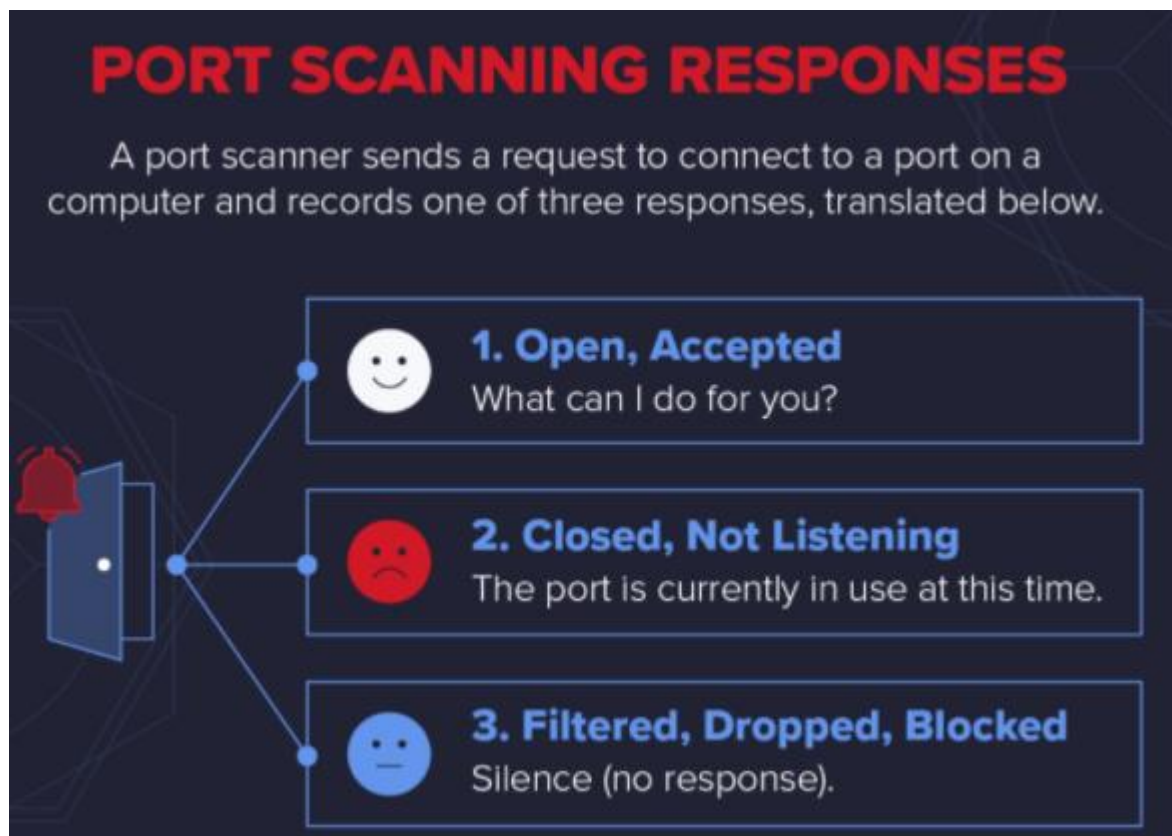 PORT SCANNING RESPONSES
A port scanner sends a request to connect to a port on a
computer and records one of three responses, translated below.
1. Open, Accepted
What can I do for you?
2. Closed, Not Listening
The port is currently in use at this time.
3. Filtered, Dropped, Blocked
Silence (no response).